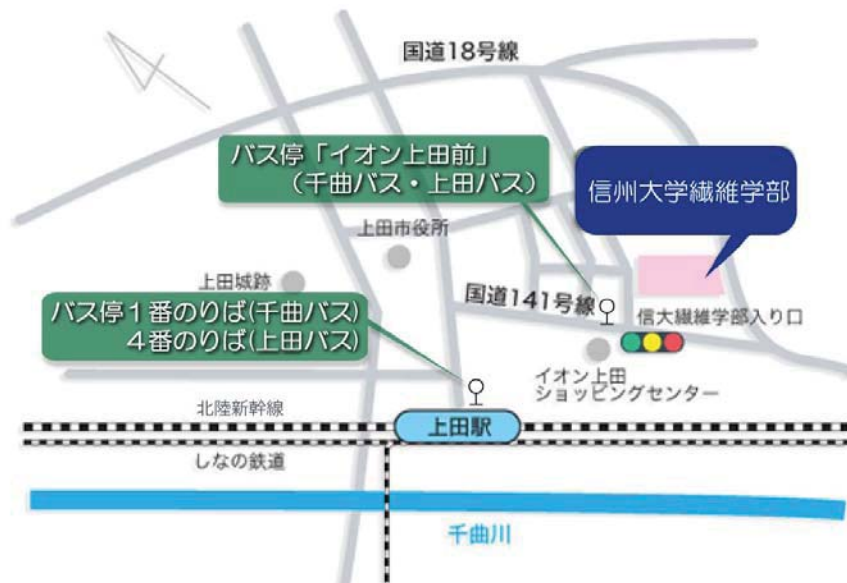 国道18号線
バス停「イオン上田前」
（千曲バス・上田バス）
信州大学繊維学部
上田市役所
上田城跡
バス停１番のりば(千曲バス)
４番のりば(上田バス)
国道141号線
信大繊維学部入り口
イオン上田
ショッピングセンター
北陸新幹線
上田駅
しなの鉄道
千曲川